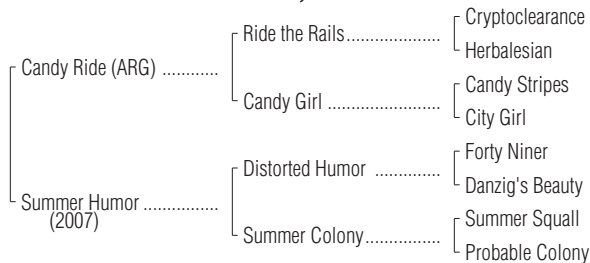 Cryptoclearance
Ride the Rails.....................
Herbalesian
Candy Ride (ARG) ............
Candy Stripes
Candy Girl .........................
City Girl
Forty Niner
Distorted Humor ...............
Danzig's Beauty
Summer Humor ................
(2007)
Summer Squall
Summer Colony.................
Probable Colony